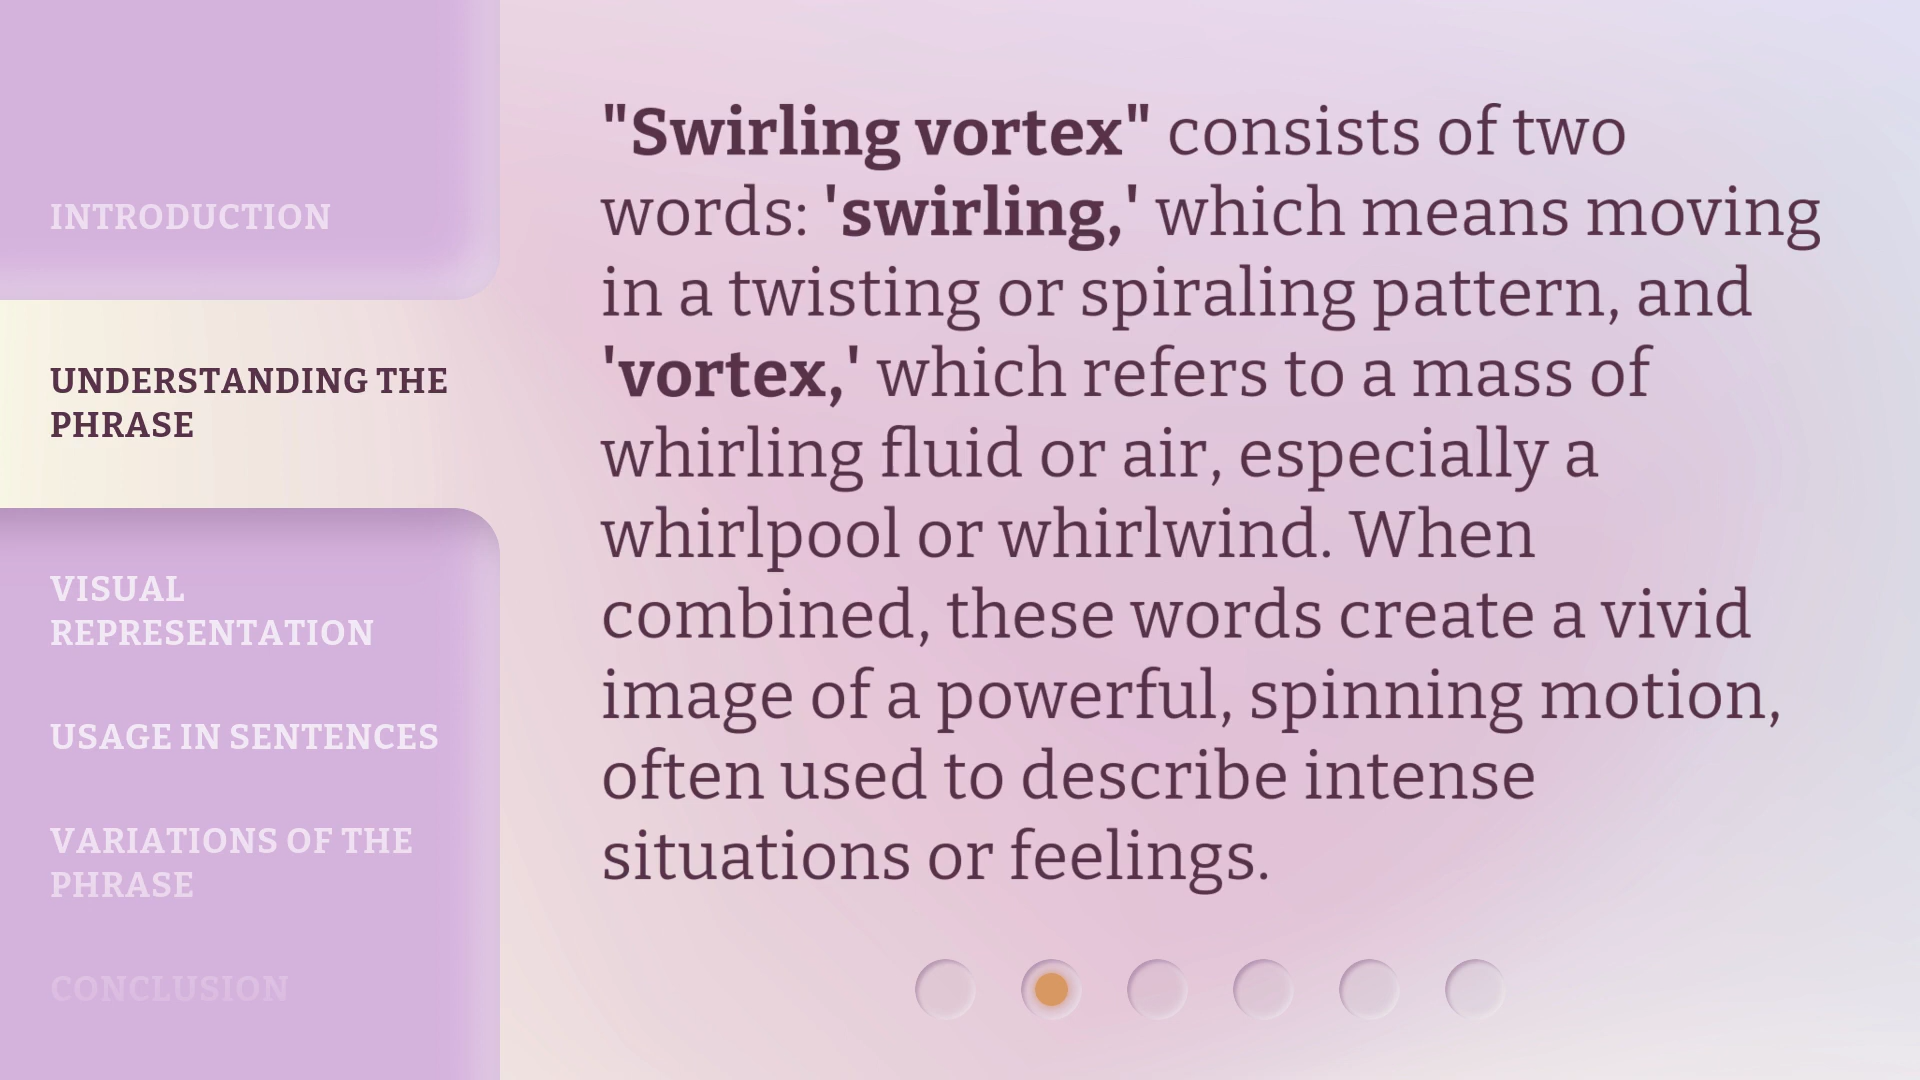 INTRODUCTION
UNDERSTANDING THE
PHRASE
VISUAL
REPRESENTATION
USAGE IN SENTENCES
VARIATIONS OF THE
PHRASE
CONCLUSION
"Swirling vortex" consists of two
words: 'swirling,' which means moving
in a twisting or spiraling pattern, and
'vortex,' which refers to a mass of
whirling fluid or air, especially a
whirlpool or whirlwind. When
combined, these words create a vivid
image of a powerful, spinning motion,
often used to describe intense
situations or feelings.